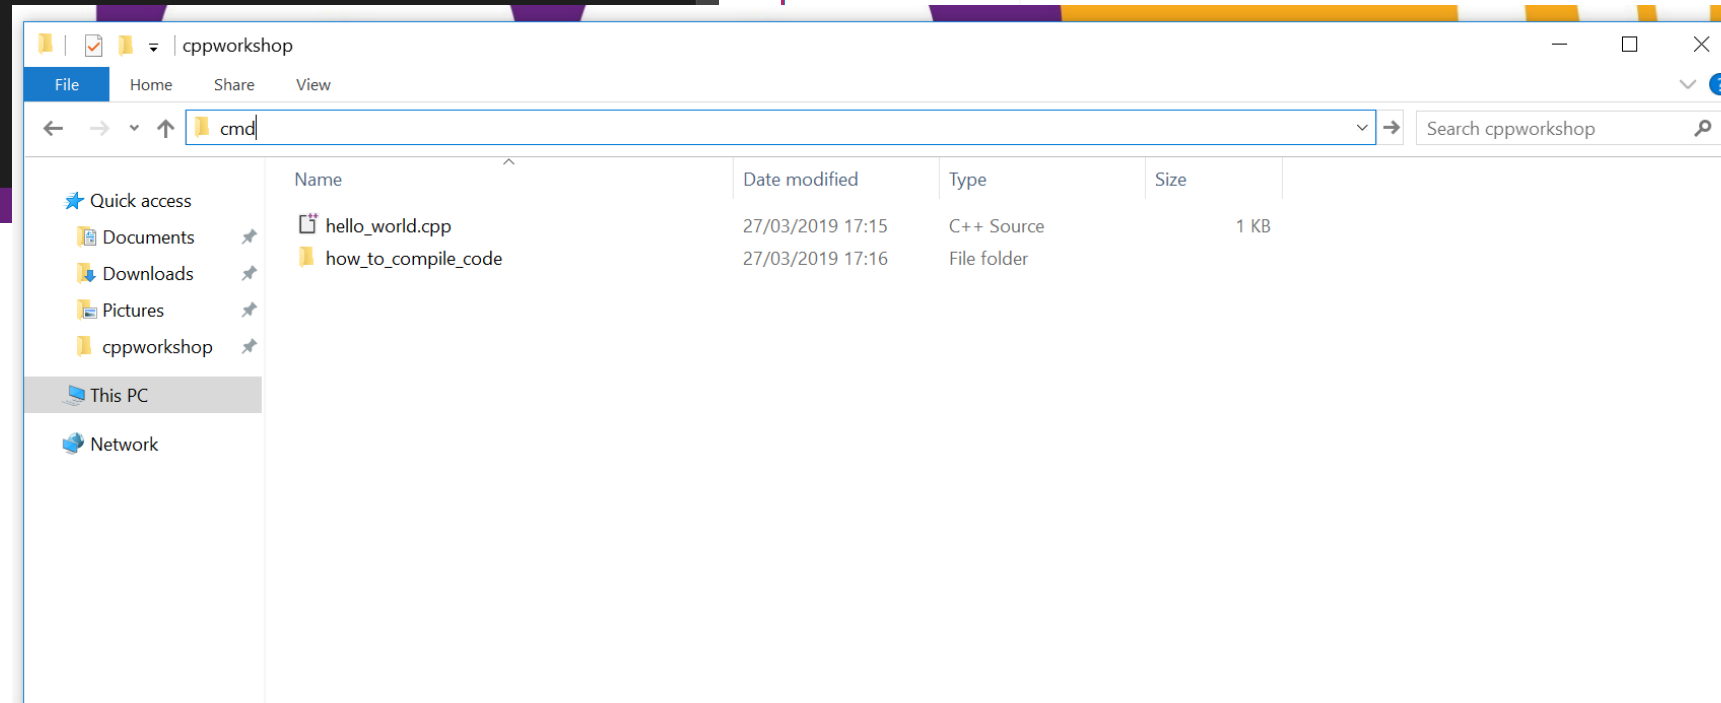 cppworkshop
File Home Share View
cmd
Search cppworkshop
Name Date modified Type Size
Quick access
Documents
Downloads
Pictures
cppworkshop
This PC
Network
hello_world.cpp 27/03/2019 17:15 C++ Source 1 KB
how_to_compile_code 27/03/2019 17:16 File folder